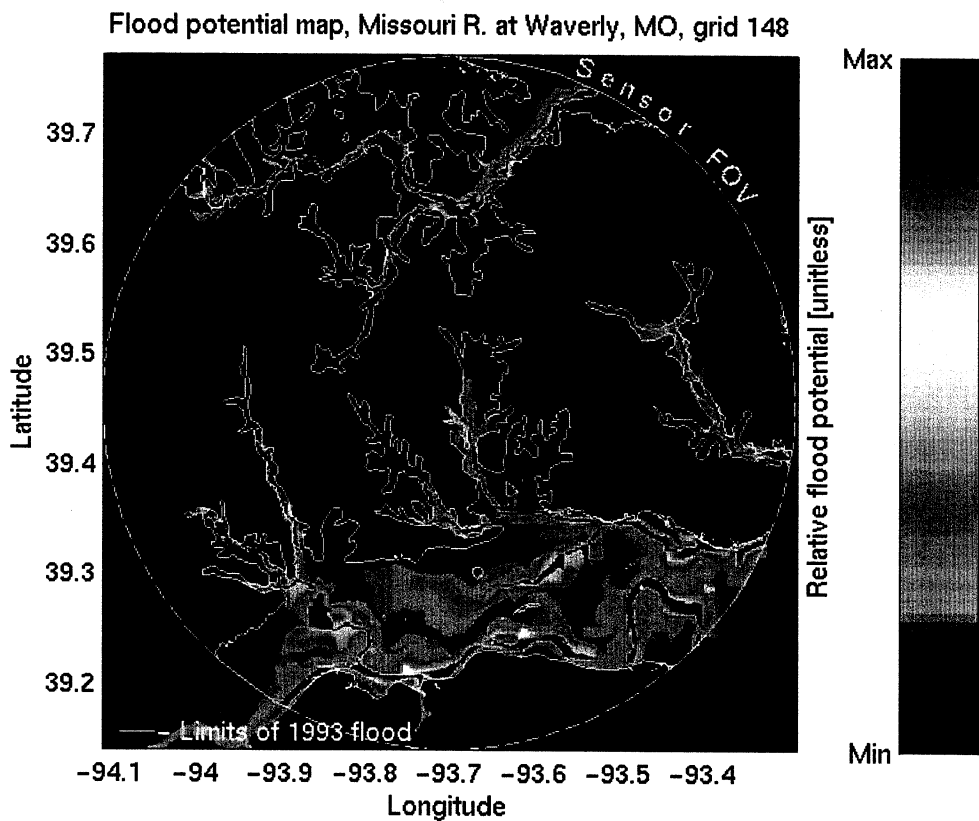 Flood potential map, Missouri R. at Waverly, MO, grid 148
Sensor FOV
Max
39.7
39.6
39.5
39.4
39.3
39.2
Latitude
Relative flood potential [unitless]
Limits of 1993 flood
Min
−94.1 −94 −93.9 −93.8 −93.7 −93.6 −93.5 −93.4
Longitude